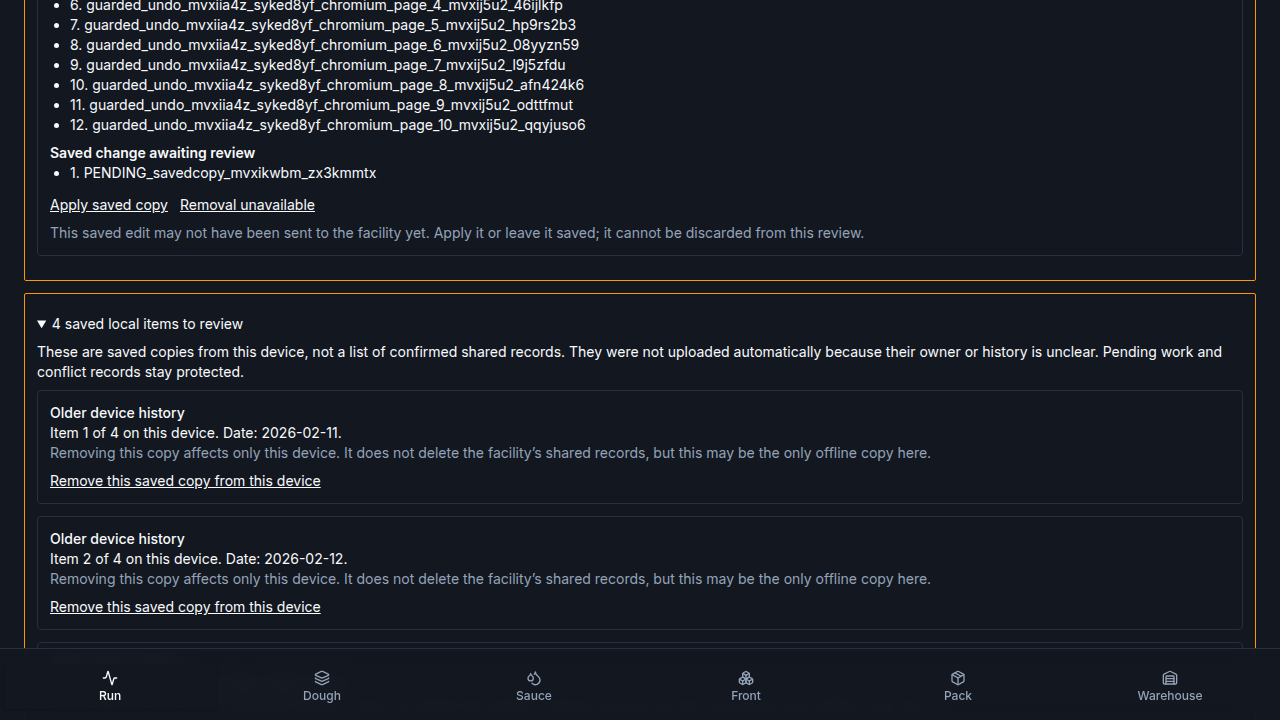 6. guarded_undo_mvxiia4z_syked8yf_chromium_page_4_mvxij5u2_46ijlkfp
7. guarded_undo_mvxiia4z_syked8yf_chromium_page_5_mvxij5u2_hp9rs2b3
8. guarded_undo_mvxiia4z_syked8yf_chromium_page_6_mvxij5u2_08yyzn59
9. guarded_undo_mvxiia4z_syked8yf_chromium_page_7_mvxij5u2_l9j5zfdu
10. guarded_undo_mvxiia4z_syked8yf_chromium_page_8_mvxij5u2_afn424k6
11. guarded_undo_mvxiia4z_syked8yf_chromium_page_9_mvxij5u2_odttfmut
12. guarded_undo_mvxiia4z_syked8yf_chromium_page_10_mvxij5u2_qqyjuso6
Saved change awaiting review
1. PENDING_savedcopy_mvxikwbm_zx3kmmtx
Apply saved copy Removal unavailable
This saved edit may not have been sent to the facility yet. Apply it or leave it saved; it cannot be discarded from this review.
4 saved local items to review
These are saved copies from this device, not a list of confirmed shared records. They were not uploaded automatically because their owner or history is unclear. Pending work and
conflict records stay protected.
Older device history
Item 1 of 4 on this device. Date: 2026-02-11.
Removing this copy affects only this device. It does not delete the facility’s shared records, but this may be the only offline copy here.
Remove this saved copy from this device
Older device history
Item 2 of 4 on this device. Date: 2026-02-12.
Removing this copy affects only this device. It does not delete the facility’s shared records, but this may be the only offline copy here.
Remove this saved copy from this device
Run Dough Sauce Front Pack Warehouse